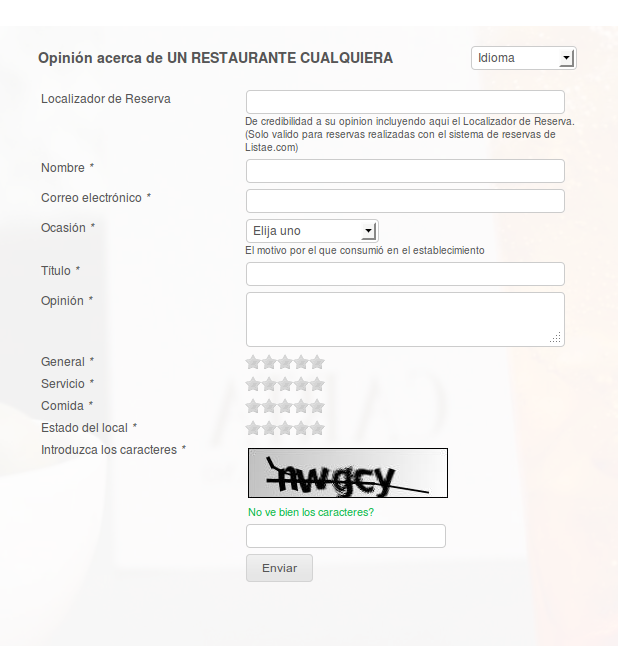 Opinión acerca de UN RESTAURANTE CUALQUIERA
Idioma
Localizador de Reserva
De credibilidad a su opinion incluyendo aqui el Localizador de Reserva.
(Solo valido para reservas realizadas con el sistema de reservas de
Listae.com)
Nombre *
Correo electrónico *
Ocasión *
Elija uno
El motivo por el que consumió en el establecimiento
Título *
Opinión *
General *
Servicio *
Comida *
Estado del local *
Introduzca los caracteres *
No ve bien los caracteres?
Enviar